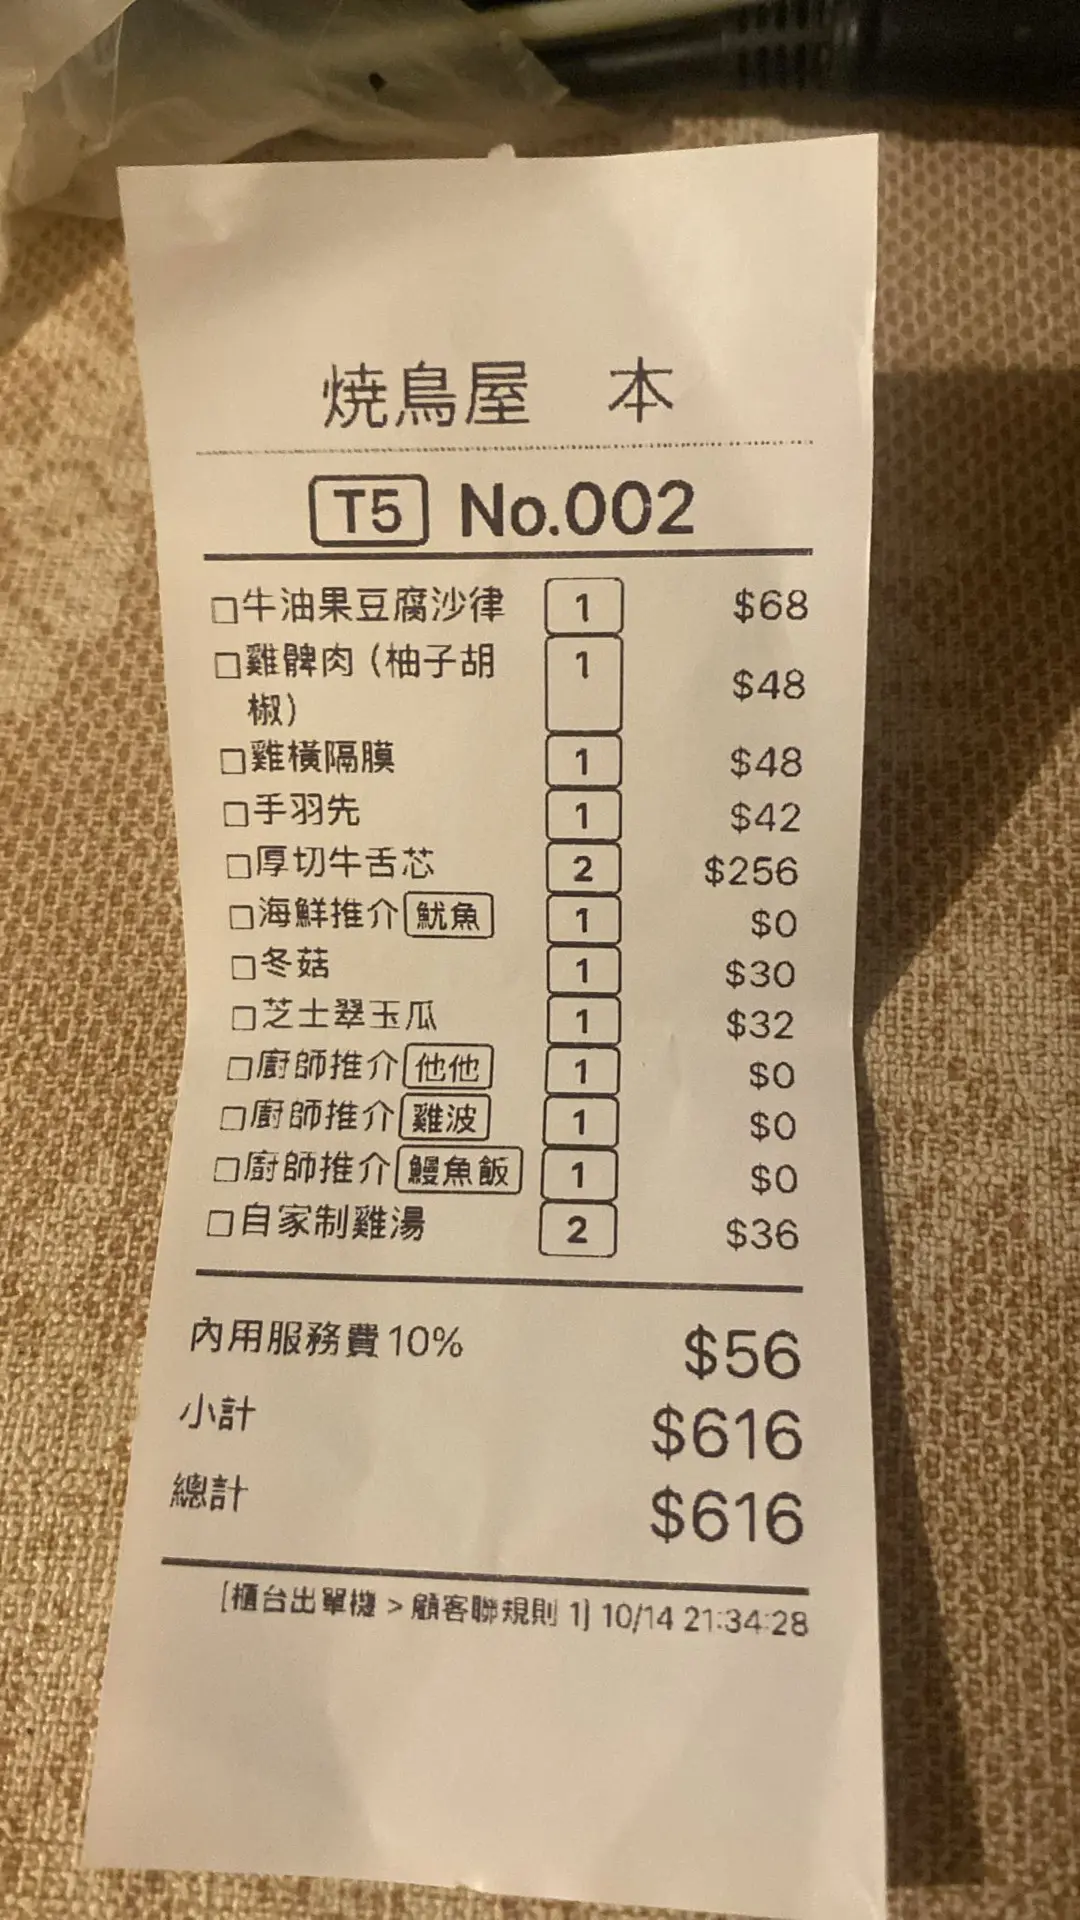 焼鳥屋　本
T5 No.002
□牛油果豆腐沙律 1 $68
□雞髀肉（柚子胡 1 $48
椒）
□雞橫隔膜 1 $48
□手羽先 1 $42
□厚切牛舌芯 2 $256
□海鮮推介 魷魚 1 $0
□冬菇 1 $30
□芝士翠玉瓜 1 $32
□廚師推介 他他 1 $0
□廚師推介 雞波 1 $0
□廚師推介 鰻魚飯 1 $0
□自家制雞湯 2 $36
內用服務費10% $56
小計 $616
總計 $616
[櫃台出單機 > 顧客聯規則 1] 10/14 21:34:28